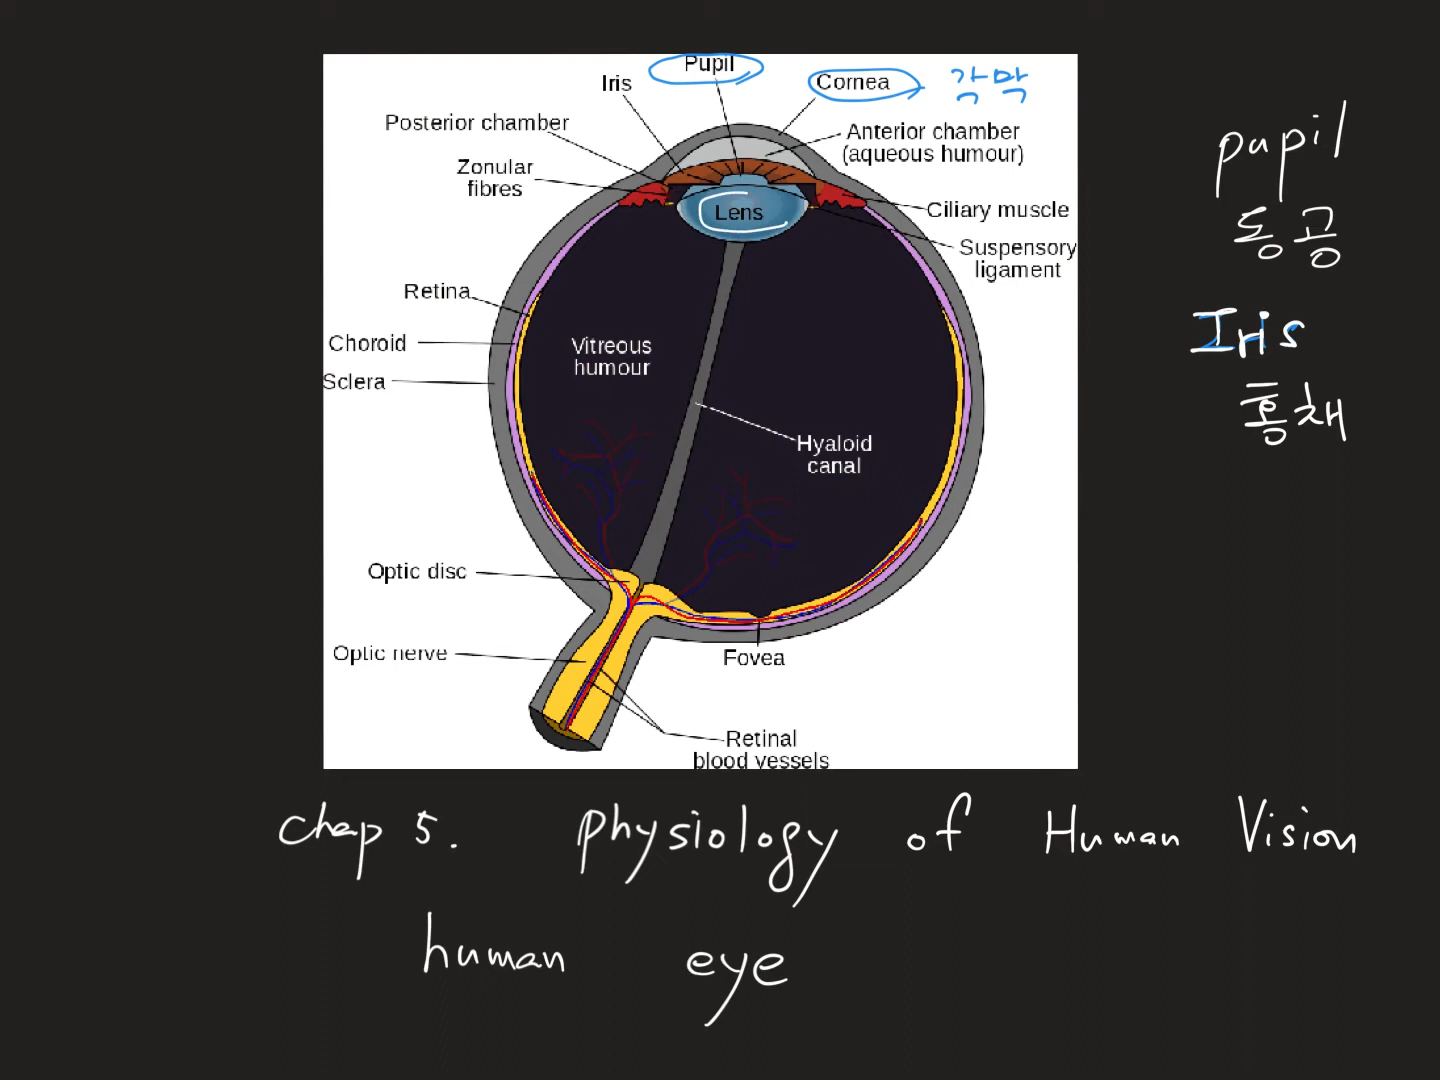 Pupil
Iris
Cornea 각막
Posterior chamber
Anterior chamber
(aqueous humour)
Zonular
fibres
Lens
Ciliary muscle
Suspensory
ligament
Retina
Choroid
Sclera
Vitreous
humour
Hyaloid
canal
Optic disc
Optic nerve
Fovea
Retinal
blood vessels
pupil
동공
Iris
홍채
Chap 5. Physiology of Human Vision
human eye